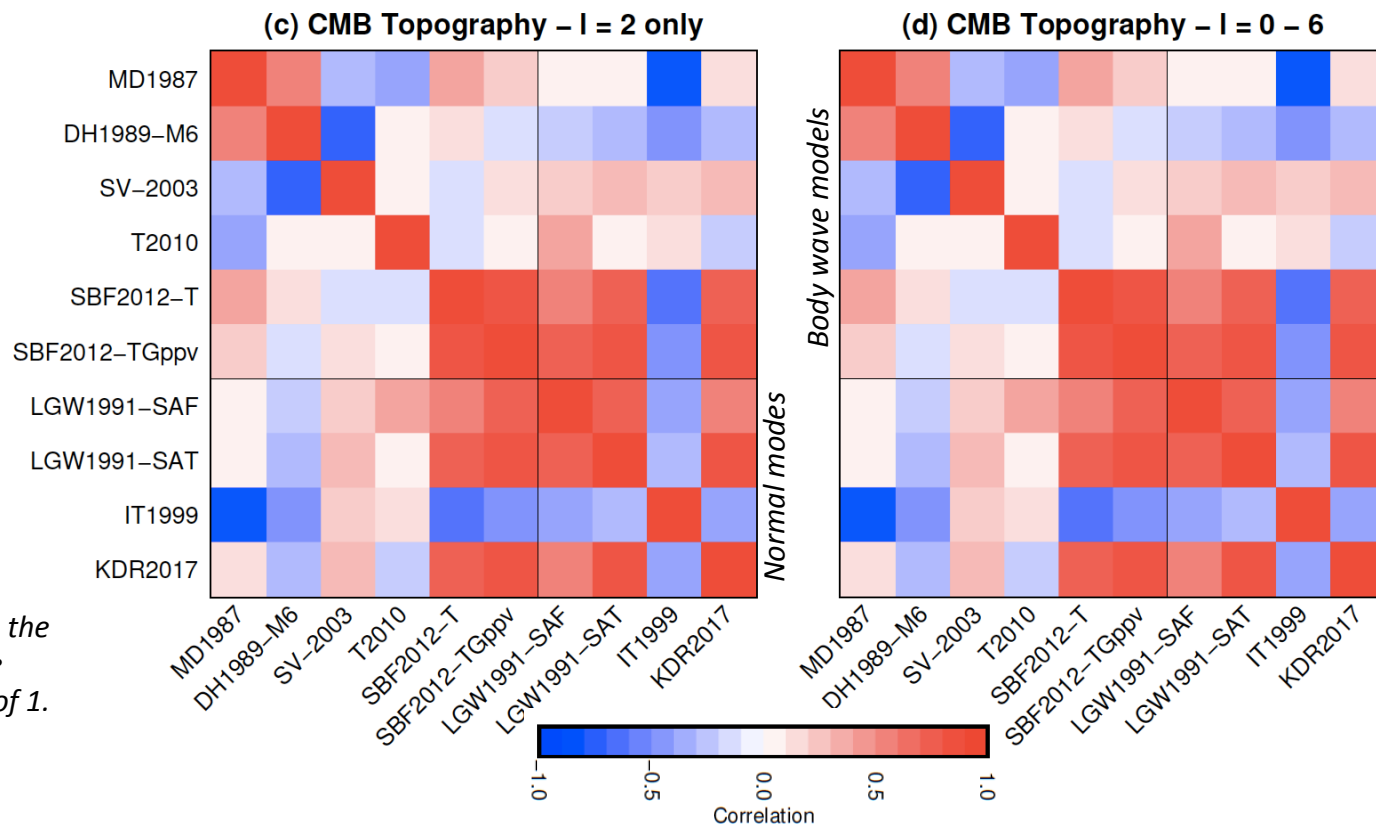 (c) CMB Topography – l = 2 only
(d) CMB Topography – l = 0 – 6
MD1987
DH1989–M6
SV–2003
T2010
SBF2012–T
SBF2012–TGppv
LGW1991–SAF
LGW1991–SAT
IT1999
KDR2017
Normal modes
Body wave models
the
of 1.
MD1987
DH1989–M6
SV–2003
T2010
SBF2012–T
SBF2012–TGppv
LGW1991–SAF
LGW1991–SAT
IT1999
KDR2017
MD1987
DH1989–M6
SV–2003
T2010
SBF2012–T
SBF2012–TGppv
LGW1991–SAF
LGW1991–SAT
IT1999
KDR2017
–1.0
–0.5
0.0
0.5
1.0
Correlation